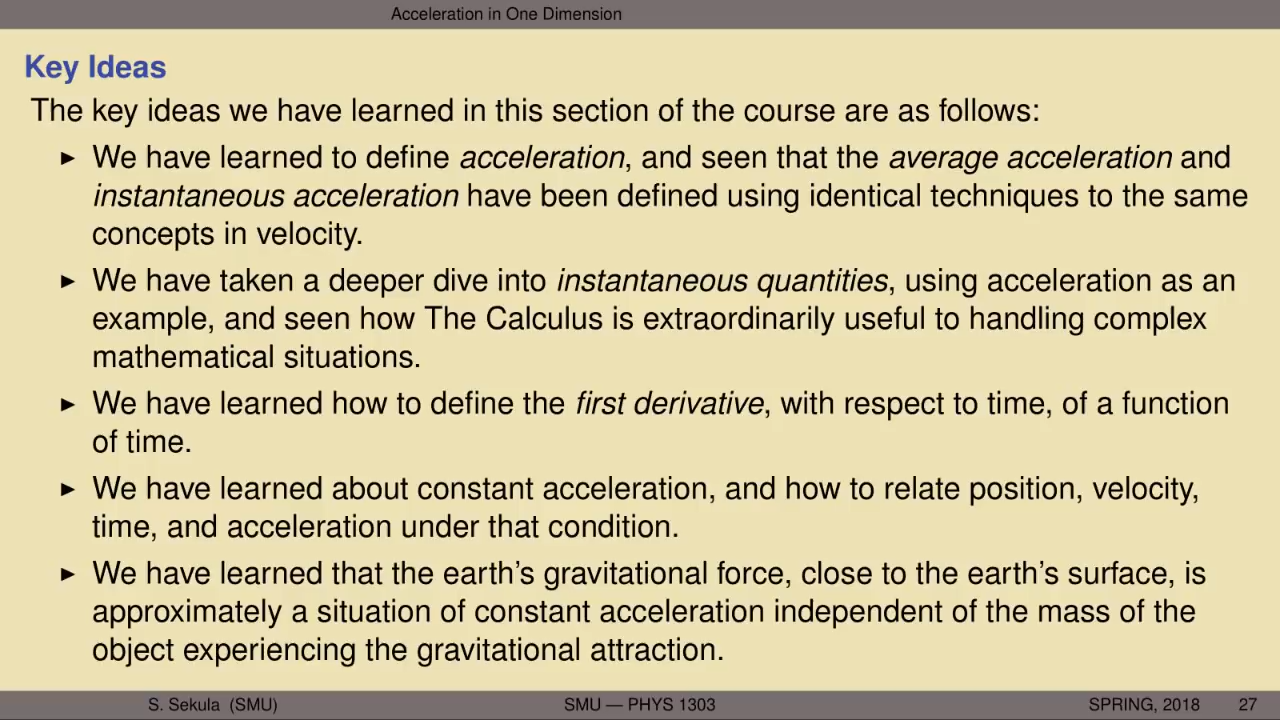 Acceleration in One Dimension
Key Ideas
The key ideas we have learned in this section of the course are as follows:
► We have learned to define acceleration, and seen that the average acceleration and
instantaneous acceleration have been defined using identical techniques to the same
concepts in velocity.
► We have taken a deeper dive into instantaneous quantities, using acceleration as an
example, and seen how The Calculus is extraordinarily useful to handling complex
mathematical situations.
► We have learned how to define the first derivative, with respect to time, of a function
of time.
► We have learned about constant acceleration, and how to relate position, velocity,
time, and acceleration under that condition.
► We have learned that the earth's gravitational force, close to the earth's surface, is
approximately a situation of constant acceleration independent of the mass of the
object experiencing the gravitational attraction.
S. Sekula (SMU) SMU — PHYS 1303 SPRING, 2018 27